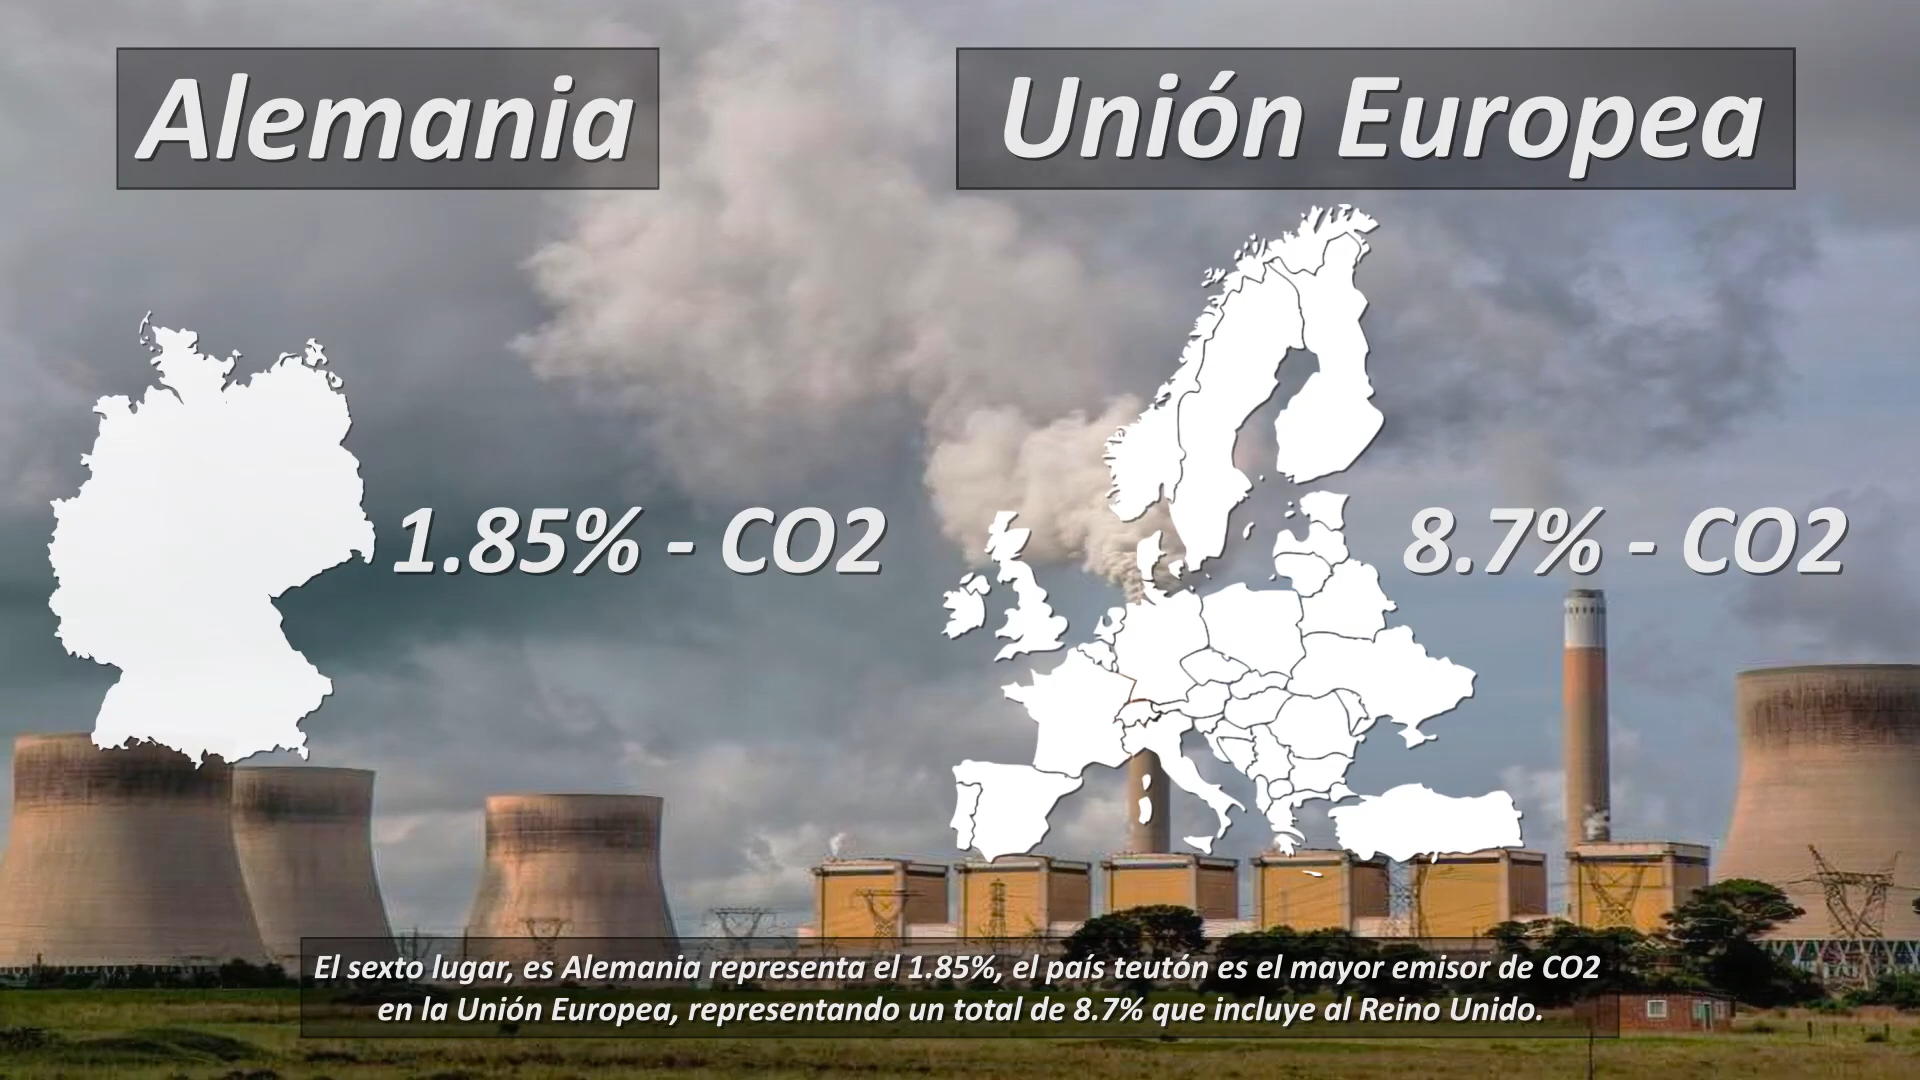 Alemania
Unión Europea
1.85% - CO2
8.7% - CO2
El sexto lugar, es Alemania representa el 1.85%, el país teutón es el mayor emisor de CO2
en la Unión Europea, representando un total de 8.7% que incluye al Reino Unido.